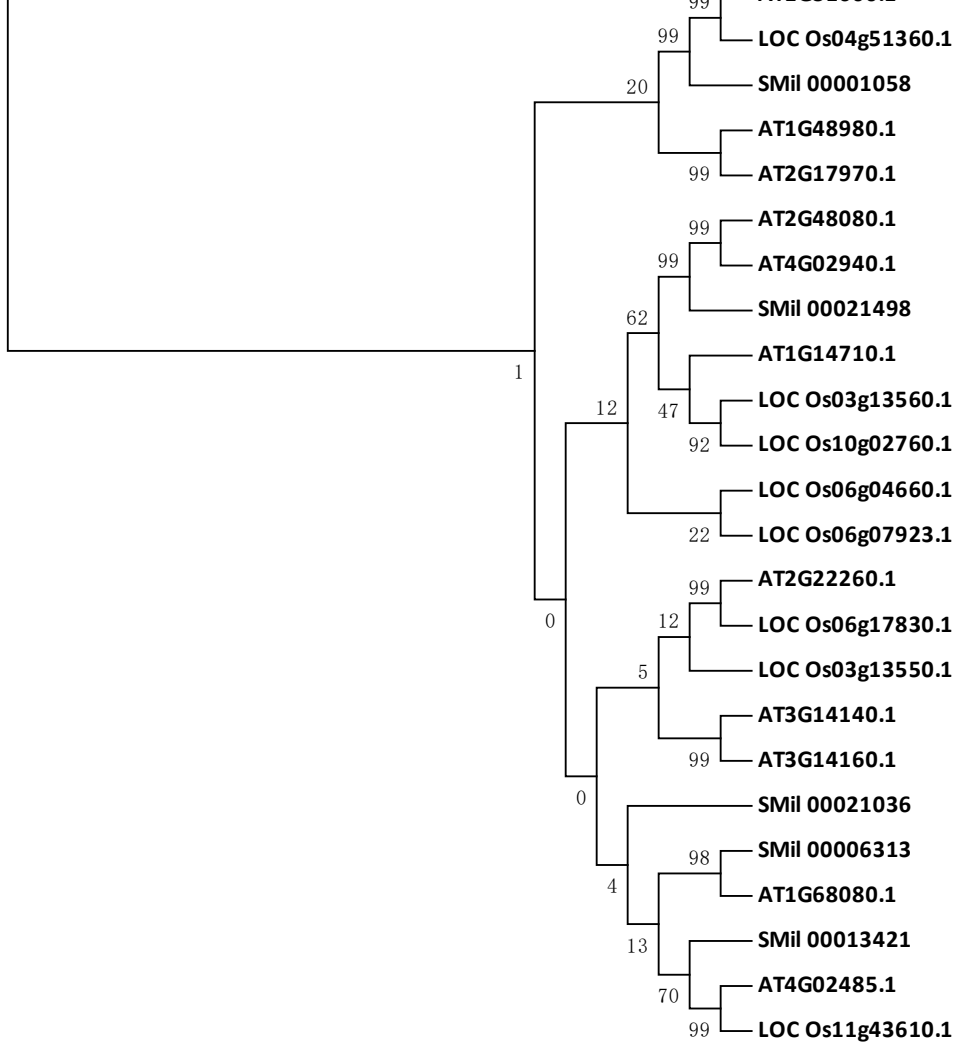 99
LOC Os04g51360.1
99
SMil 00001058
20
AT1G48980.1
AT2G17970.1
99
AT2G48080.1
99
AT4G02940.1
99
SMil 00021498
62
AT1G14710.1
1
LOC Os03g13560.1
12
47
LOC Os10g02760.1
92
LOC Os06g04660.1
LOC Os06g07923.1
22
AT2G22260.1
99
LOC Os06g17830.1
12
0
LOC Os03g13550.1
5
AT3G14140.1
AT3G14160.1
99
SMil 00021036
0
SMil 00006313
98
AT1G68080.1
4
SMil 00013421
13
AT4G02485.1
70
LOC Os11g43610.1
99